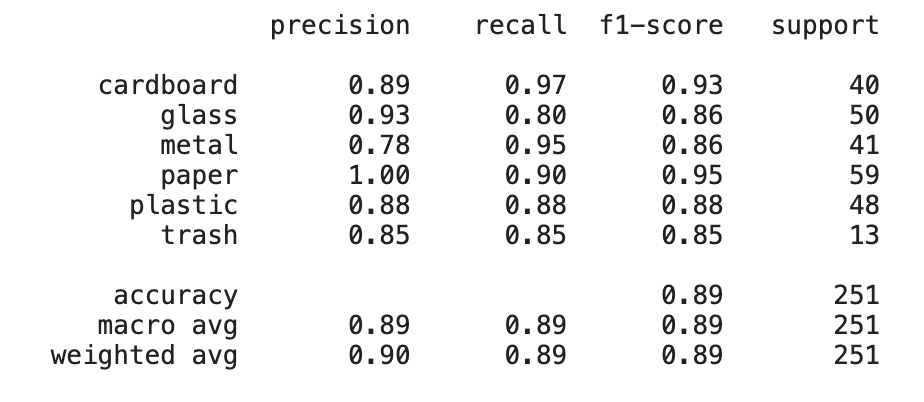 precision recall f1-score support
cardboard 0.89 0.97 0.93 40
glass 0.93 0.80 0.86 50
metal 0.78 0.95 0.86 41
paper 1.00 0.90 0.95 59
plastic 0.88 0.88 0.88 48
trash 0.85 0.85 0.85 13
accuracy 0.89 251
macro avg 0.89 0.89 0.89 251
weighted avg 0.90 0.89 0.89 251